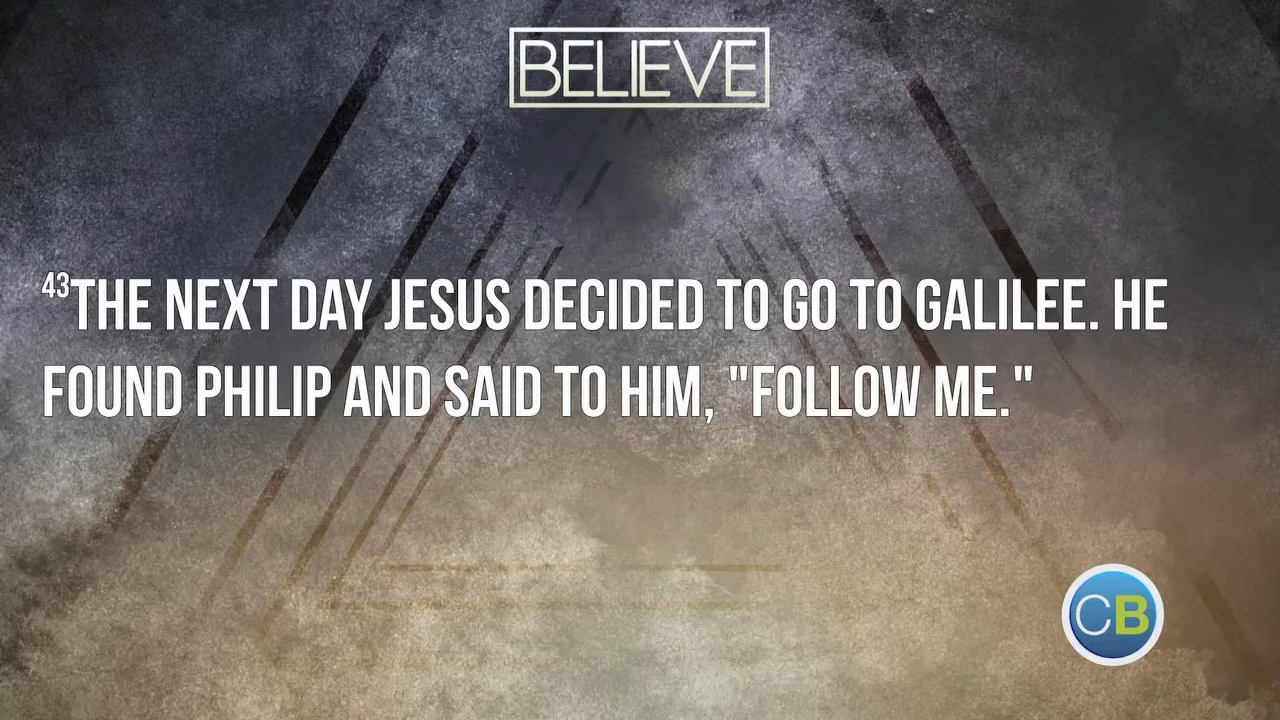 BELIEVE
43THE NEXT DAY JESUS DECIDED TO GO TO GALILEE. HE
FOUND PHILIP AND SAID TO HIM, "FOLLOW ME."
CB